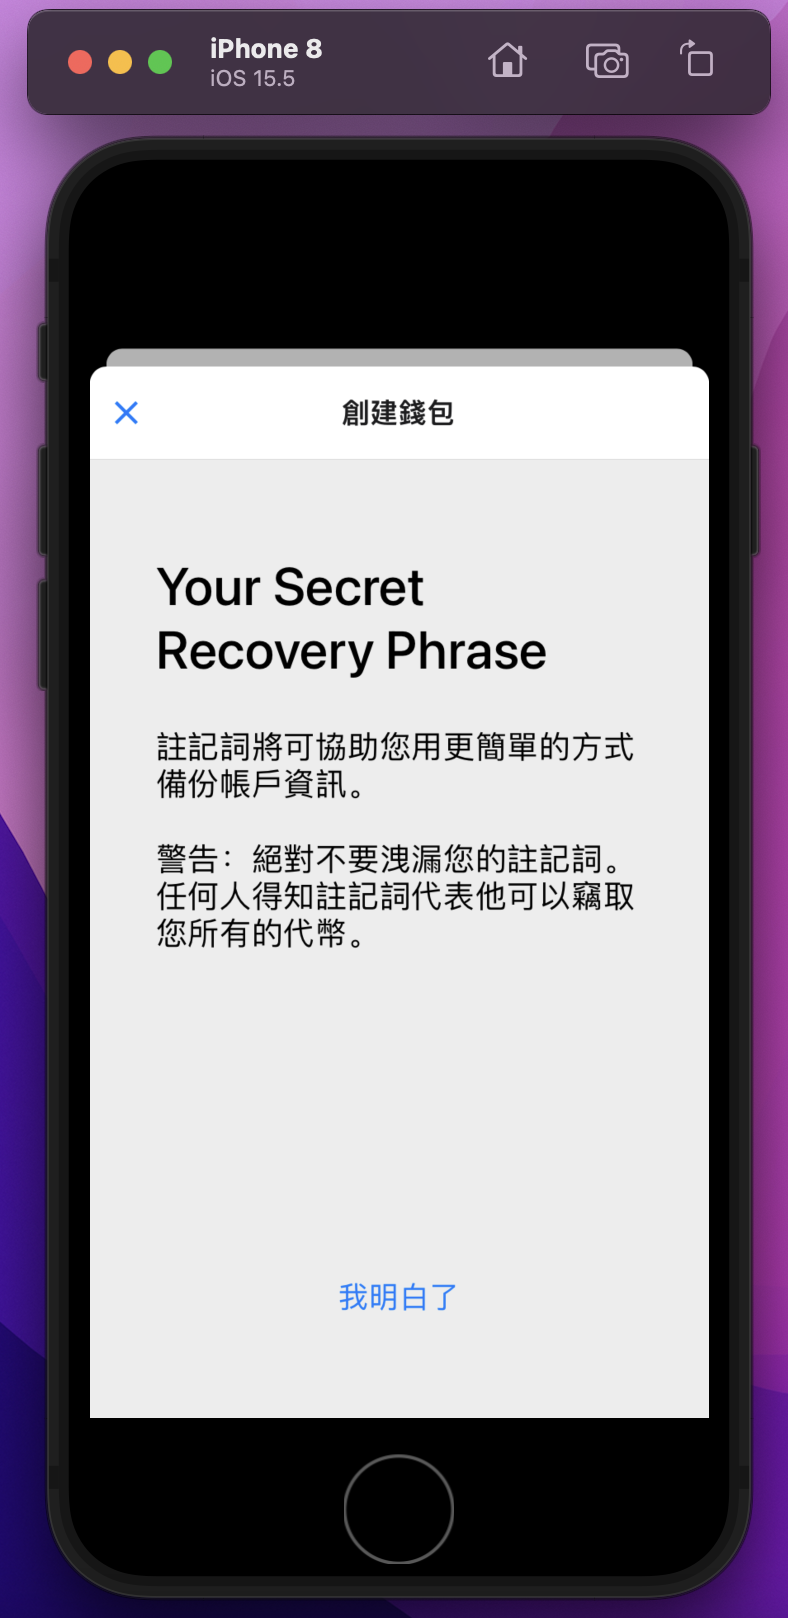 iPhone 8
iOS 15.5
創建錢包
Your Secret
Recovery Phrase
註記詞將可協助您用更簡單的方式
備份帳戶資訊。
警告：絕對不要洩漏您的註記詞。
任何人得知註記詞代表他可以竊取
您所有的代幣。
我明白了